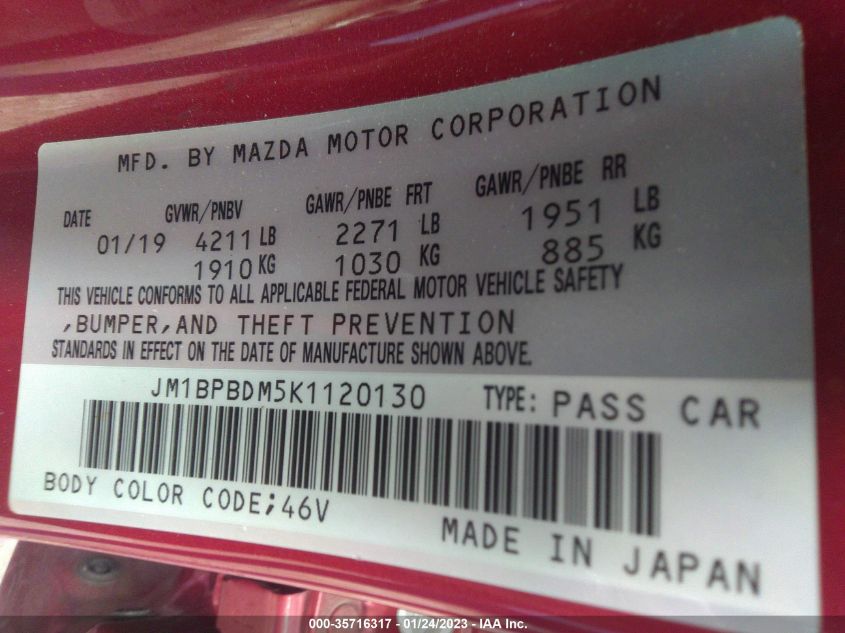 MFD. BY MAZDA MOTOR CORPORATION
DATE GVWR/PNBV GAWR/PNBE FRT GAWR/PNBE RR
01/19 4211 LB 2271 LB 1951 LB
1910 KG 1030 KG 885 KG
THIS VEHICLE CONFORMS TO ALL APPLICABLE FEDERAL MOTOR VEHICLE SAFETY
,BUMPER,AND THEFT PREVENTION
STANDARDS IN EFFECT ON THE DATE OF MANUFACTURE SHOWN ABOVE.
JM1BPBDM5K1120130 TYPE: PASS CAR
BODY COLOR CODE;46V
MADE IN JAPAN
000-35716317 - 01/24/2023 - IAA Inc.